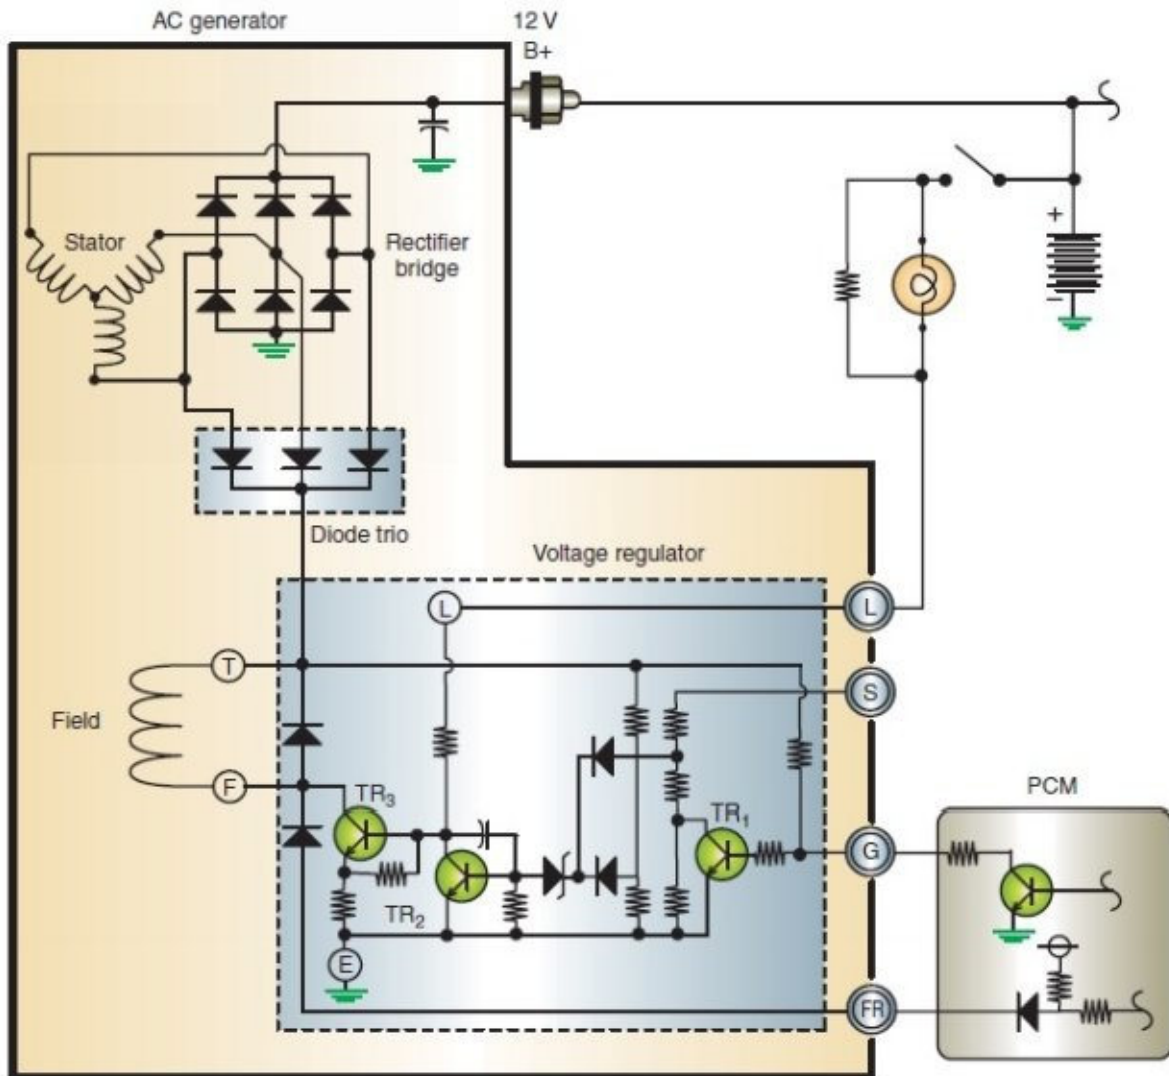 AC generator
12 V
B+
Stator
Rectifier
bridge
+
−
Diode trio
Voltage regulator
L
L
T
S
Field
F
TR3
TR1
PCM
G
TR2
E
FR